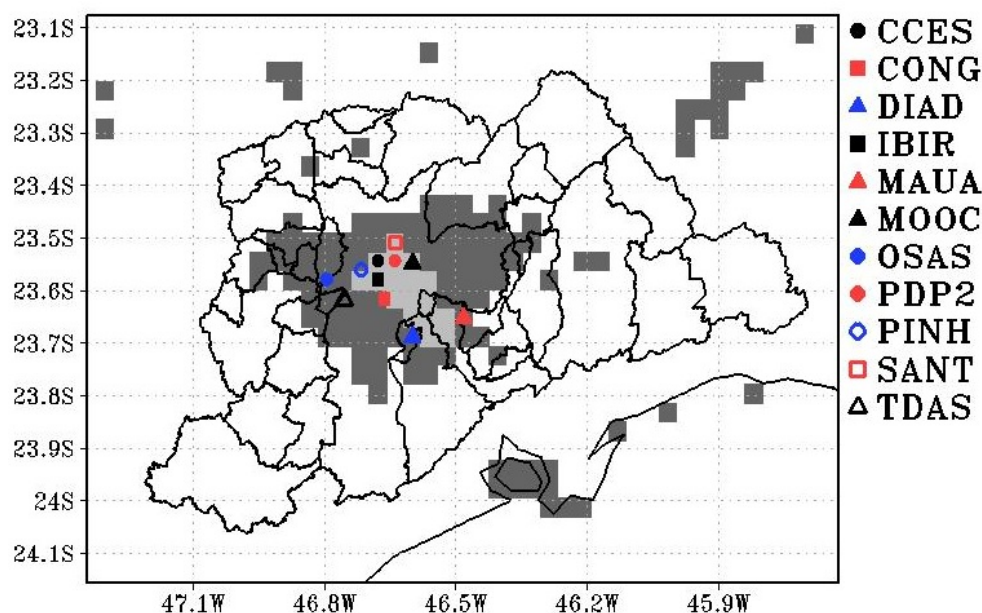 23.1S
23.2S
23.3S
23.4S
23.5S
23.6S
23.7S
23.8S
23.9S
24S
24.1S
47.1W 46.8W 46.5W 46.2W 45.9W
CCES
CONG
DIAD
IBIR
MAUA
MOOC
OSAS
PDP2
PINH
SANT
TDAS